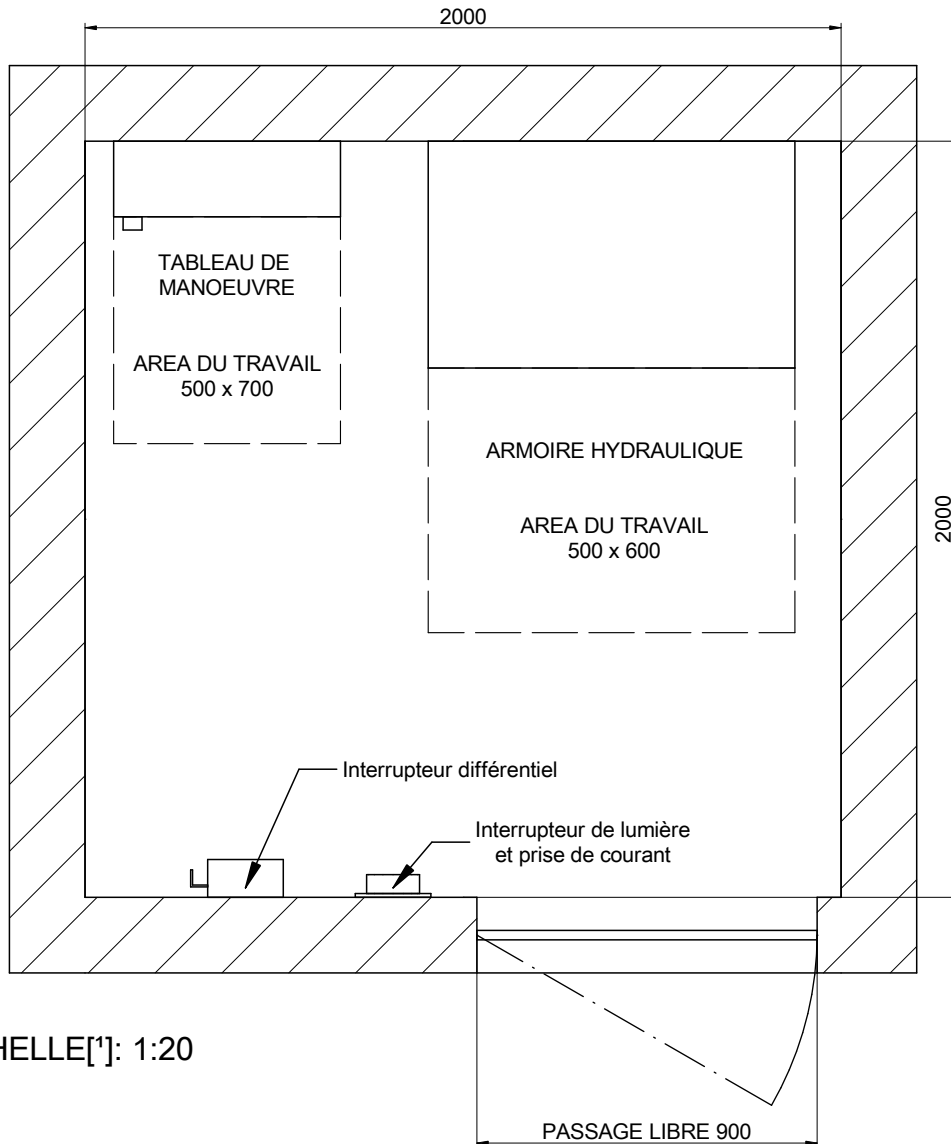 2000
TABLEAU DE
MANOEUVRE
AREA DU TRAVAIL
500 x 700
ARMOIRE HYDRAULIQUE
AREA DU TRAVAIL
500 x 600
2000
Interrupteur différentiel
Interrupteur de lumière
et prise de courant
HELLE[¹]: 1:20
PASSAGE LIBRE 900